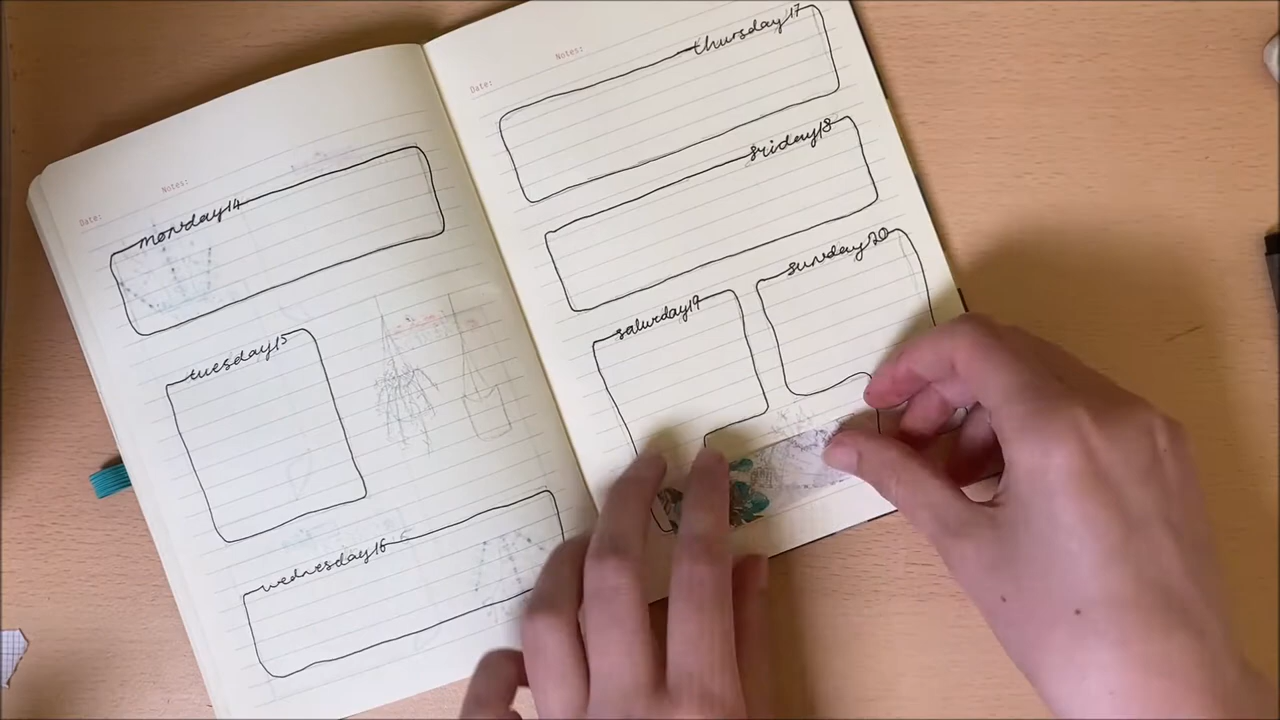 Date:
Notes:
monday14
tuesday15
wednesday16
Date:
Notes:
thursday17
friday18
saturday19
sunday20